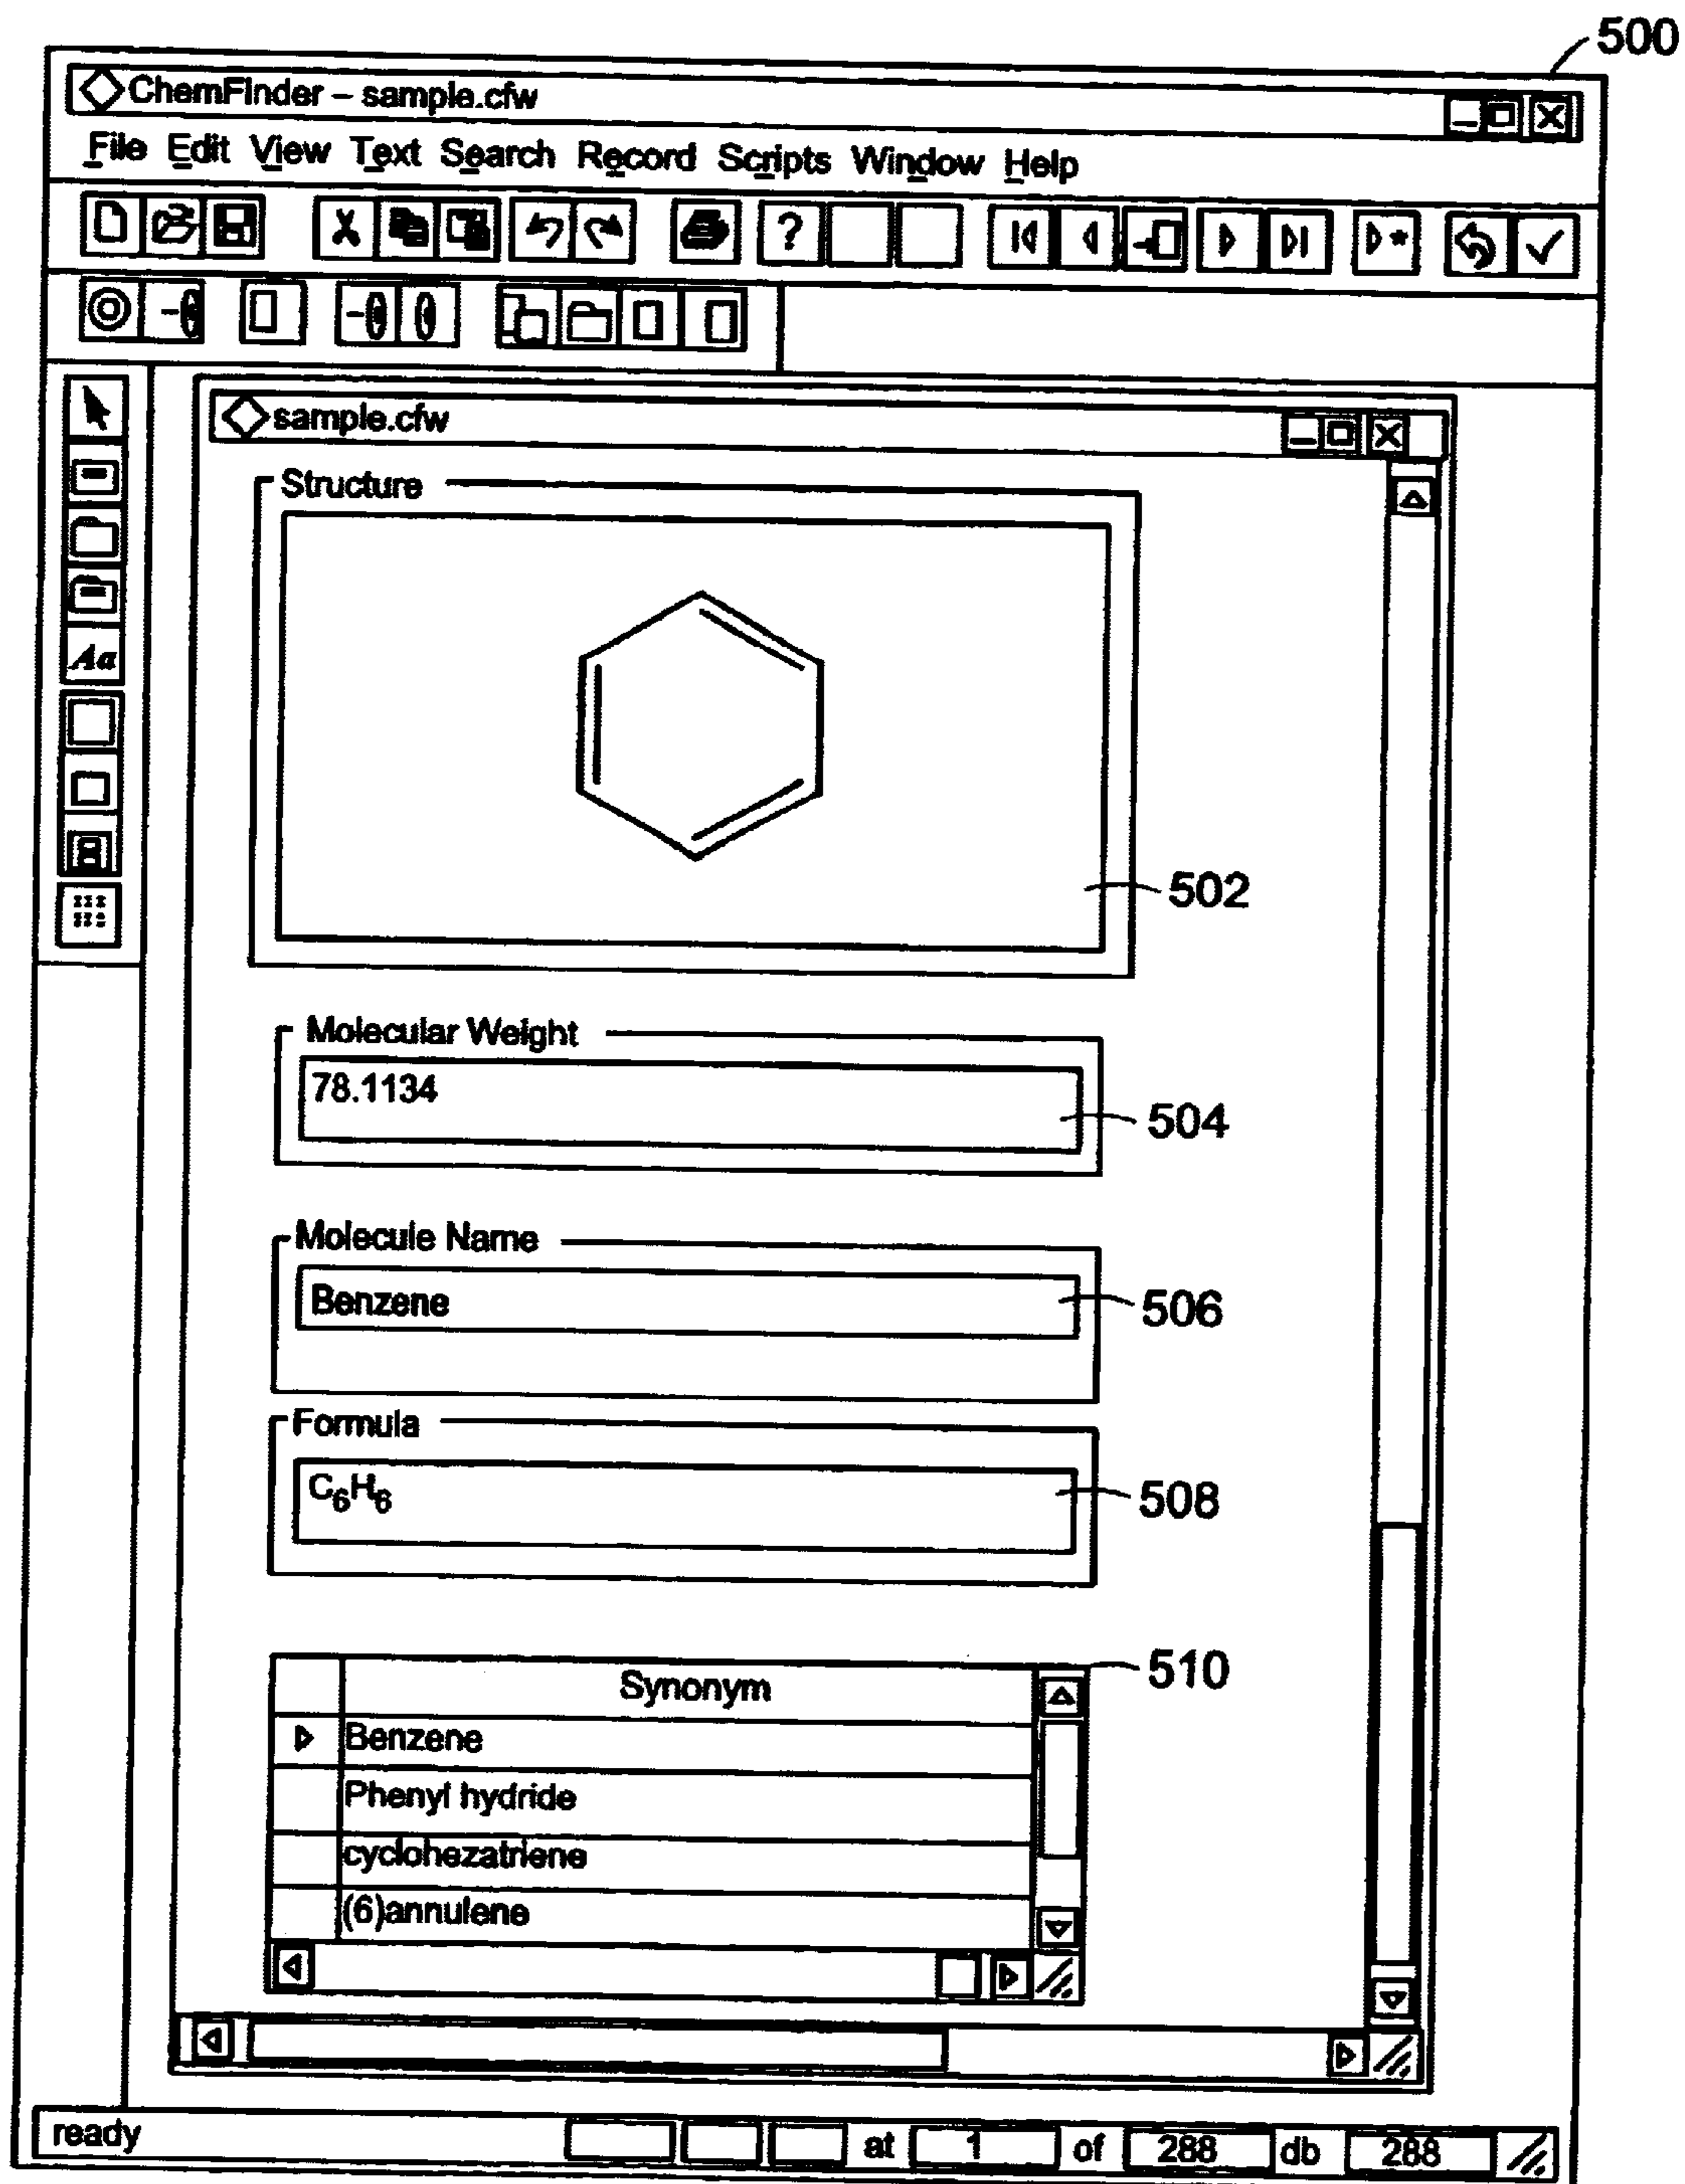 500
ChemFinder – sample.cfw
File Edit View Text Search Record Scripts Window Help
?
*
Aa
sample.cfw
Structure
502
Molecular Weight
78.1134
504
Molecule Name
Benzene
506
Formula
C₆H₆
508
510
Synonym
Benzene
Phenyl hydride
cyclohezatriene
(6)annulene
ready at 1 of 288 db 288